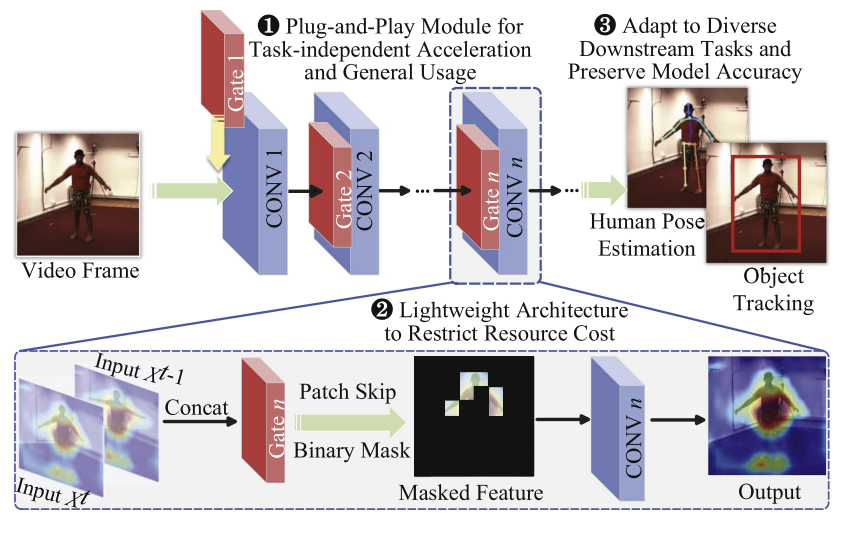 ❶ Plug-and-Play Module for
Task-independent Acceleration
and General Usage
❸ Adapt to Diverse
Downstream Tasks and
Preserve Model Accuracy
Gate 1
CONV 1
Gate 2
CONV 2
...
Gate n
CONV n
...
Video Frame
Human Pose
Estimation
Object
Tracking
❷ Lightweight Architecture
to Restrict Resource Cost
Input Xt-1
Input Xt
Concat
Gate n
Patch Skip
Binary Mask
Masked Feature
CONV n
Output